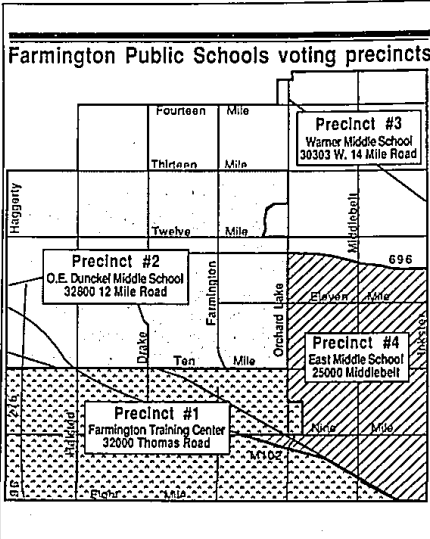 Farmington Public Schools voting precincts
Fourteen Mile
Precinct #3
Warner Middle School
30303 W. 14 Mile Road
Thirteen Mile
Haggerty
Middlebelt
Twelve Mile
Precinct #2
O.E. Dunckel Middle School
32800 12 Mile Road
696
Farmington
Orchard Lake
Eleven Mile
Inkster
Drake
Precinct #4
East Middle School
25000 Middlebelt
Ten Mile
Precinct #1
Farmington Training Center
32000 Thomas Road
Halsted
Nine Mile
M102
Eight Mile